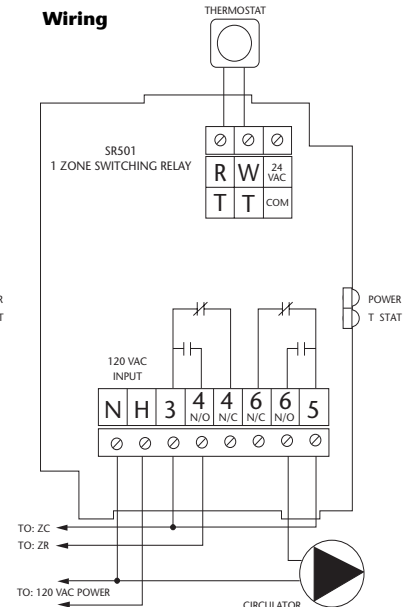 Wiring
THERMOSTAT
SR501
1 ZONE SWITCHING RELAY
R W 24 VAC
T T COM
R
T
POWER
T STAT
120 VAC
INPUT
N H 3 4 N/O 4 N/C 6 N/C 6 N/O 5
TO: ZC
TO: ZR
TO: 120 VAC POWER
CIRCULATOR